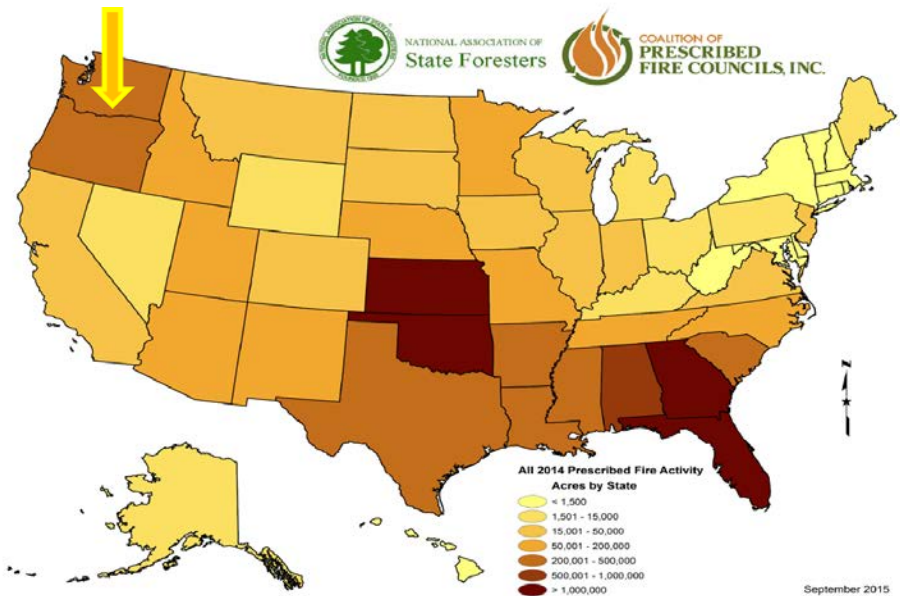 NATIONAL ASSOCIATION OF
State Foresters
COALITION OF
PRESCRIBED
FIRE COUNCILS, INC.
N
All 2014 Prescribed Fire Activity
Acres by State
< 1,500
1,501 - 15,000
15,001 - 50,000
50,001 - 200,000
200,001 - 500,000
500,001 - 1,000,000
> 1,000,000
September 2015